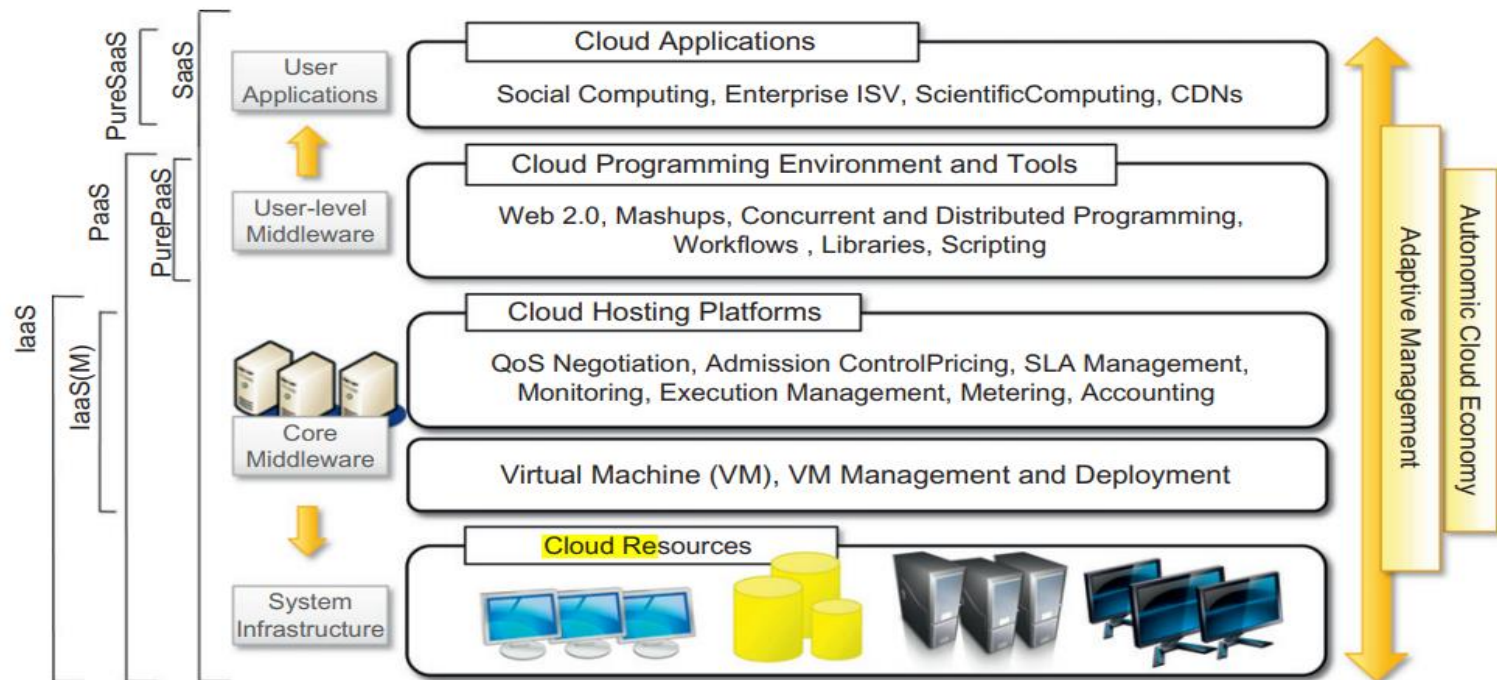 Cloud Applications
Social Computing, Enterprise ISV, ScientificComputing, CDNs
User
Applications
PureSaaS
SaaS
Cloud Programming Environment and Tools
Web 2.0, Mashups, Concurrent and Distributed Programming,
Workflows , Libraries, Scripting
User-level
Middleware
PaaS
PurePaaS
Cloud Hosting Platforms
QoS Negotiation, Admission ControlPricing, SLA Management,
Monitoring, Execution Management, Metering, Accounting
Core
Middleware
IaaS
IaaS(M)
Virtual Machine (VM), VM Management and Deployment
Cloud Resources
System
Infrastructure
Adaptive Management
Autonomic Cloud Economy